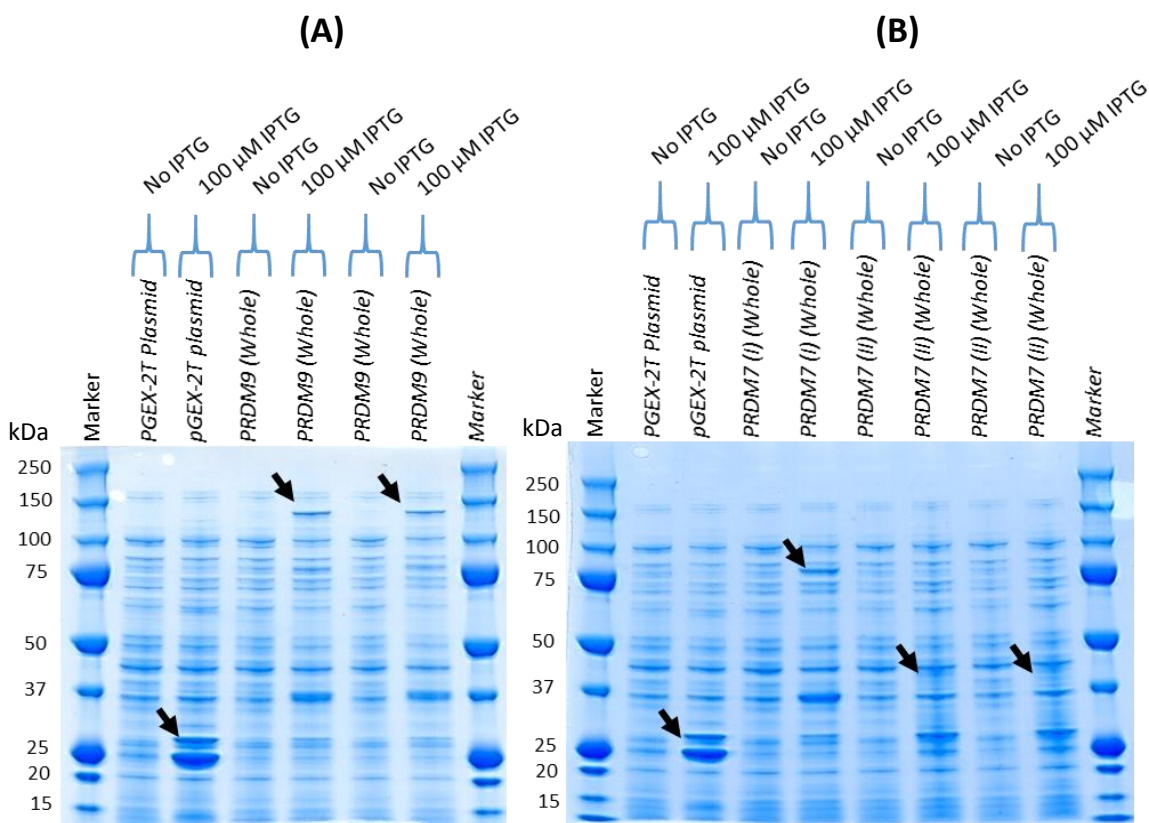 (A)
No IPTG
100 µM IPTG
No IPTG
100 µM IPTG
No IPTG
100 µM IPTG
kDa
Marker
PGEX-2T Plasmid
pGEX-2T plasmid
PRDM9 (Whole)
PRDM9 (Whole)
PRDM9 (Whole)
PRDM9 (Whole)
Marker
250
150
100
75
50
37
25
20
15
(B)
No IPTG
100 µM IPTG
No IPTG
100 µM IPTG
No IPTG
100 µM IPTG
No IPTG
100 µM IPTG
kDa
Marker
PGEX-2T Plasmid
pGEX-2T plasmid
PRDM7 (I) (Whole)
PRDM7 (I) (Whole)
PRDM7 (II) (Whole)
PRDM7 (II) (Whole)
PRDM7 (II) (Whole)
PRDM7 (II) (Whole)
Marker
250
150
100
75
50
37
25
20
15